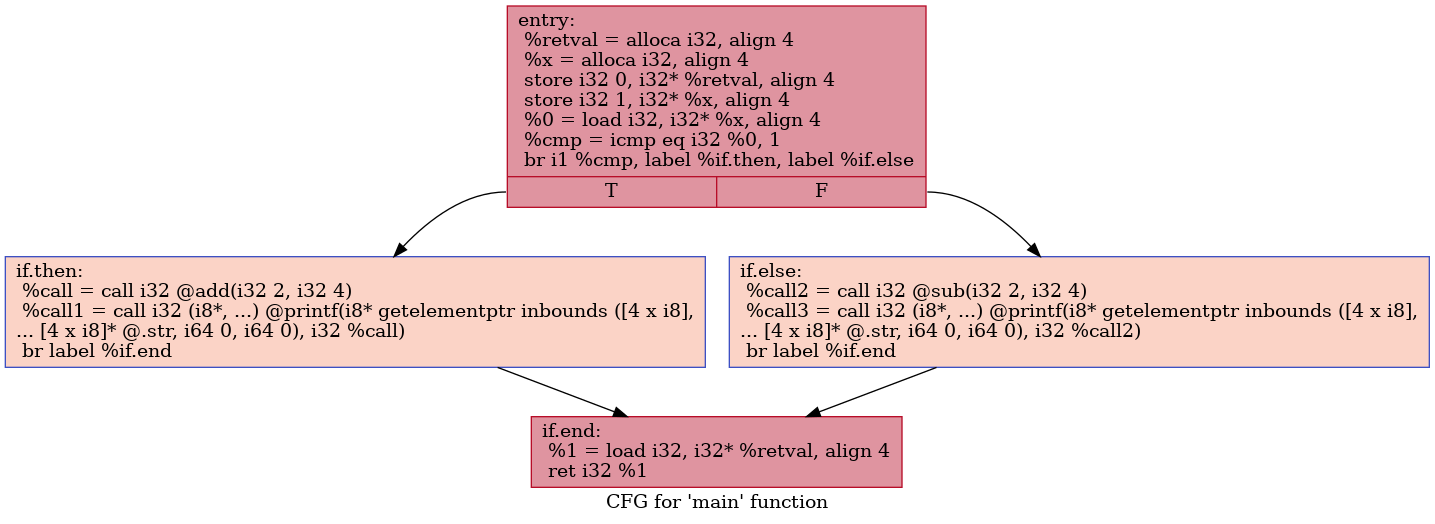 entry:
%retval = alloca i32, align 4
%x = alloca i32, align 4
store i32 0, i32* %retval, align 4
store i32 1, i32* %x, align 4
%0 = load i32, i32* %x, align 4
%cmp = icmp eq i32 %0, 1
br i1 %cmp, label %if.then, label %if.else
T
F
if.then:
%call = call i32 @add(i32 2, i32 4)
%call1 = call i32 (i8*, ...) @printf(i8* getelementptr inbounds ([4 x i8],
... [4 x i8]* @.str, i64 0, i64 0), i32 %call)
br label %if.end
if.else:
%call2 = call i32 @sub(i32 2, i32 4)
%call3 = call i32 (i8*, ...) @printf(i8* getelementptr inbounds ([4 x i8],
... [4 x i8]* @.str, i64 0, i64 0), i32 %call2)
br label %if.end
if.end:
%1 = load i32, i32* %retval, align 4
ret i32 %1
CFG for 'main' function